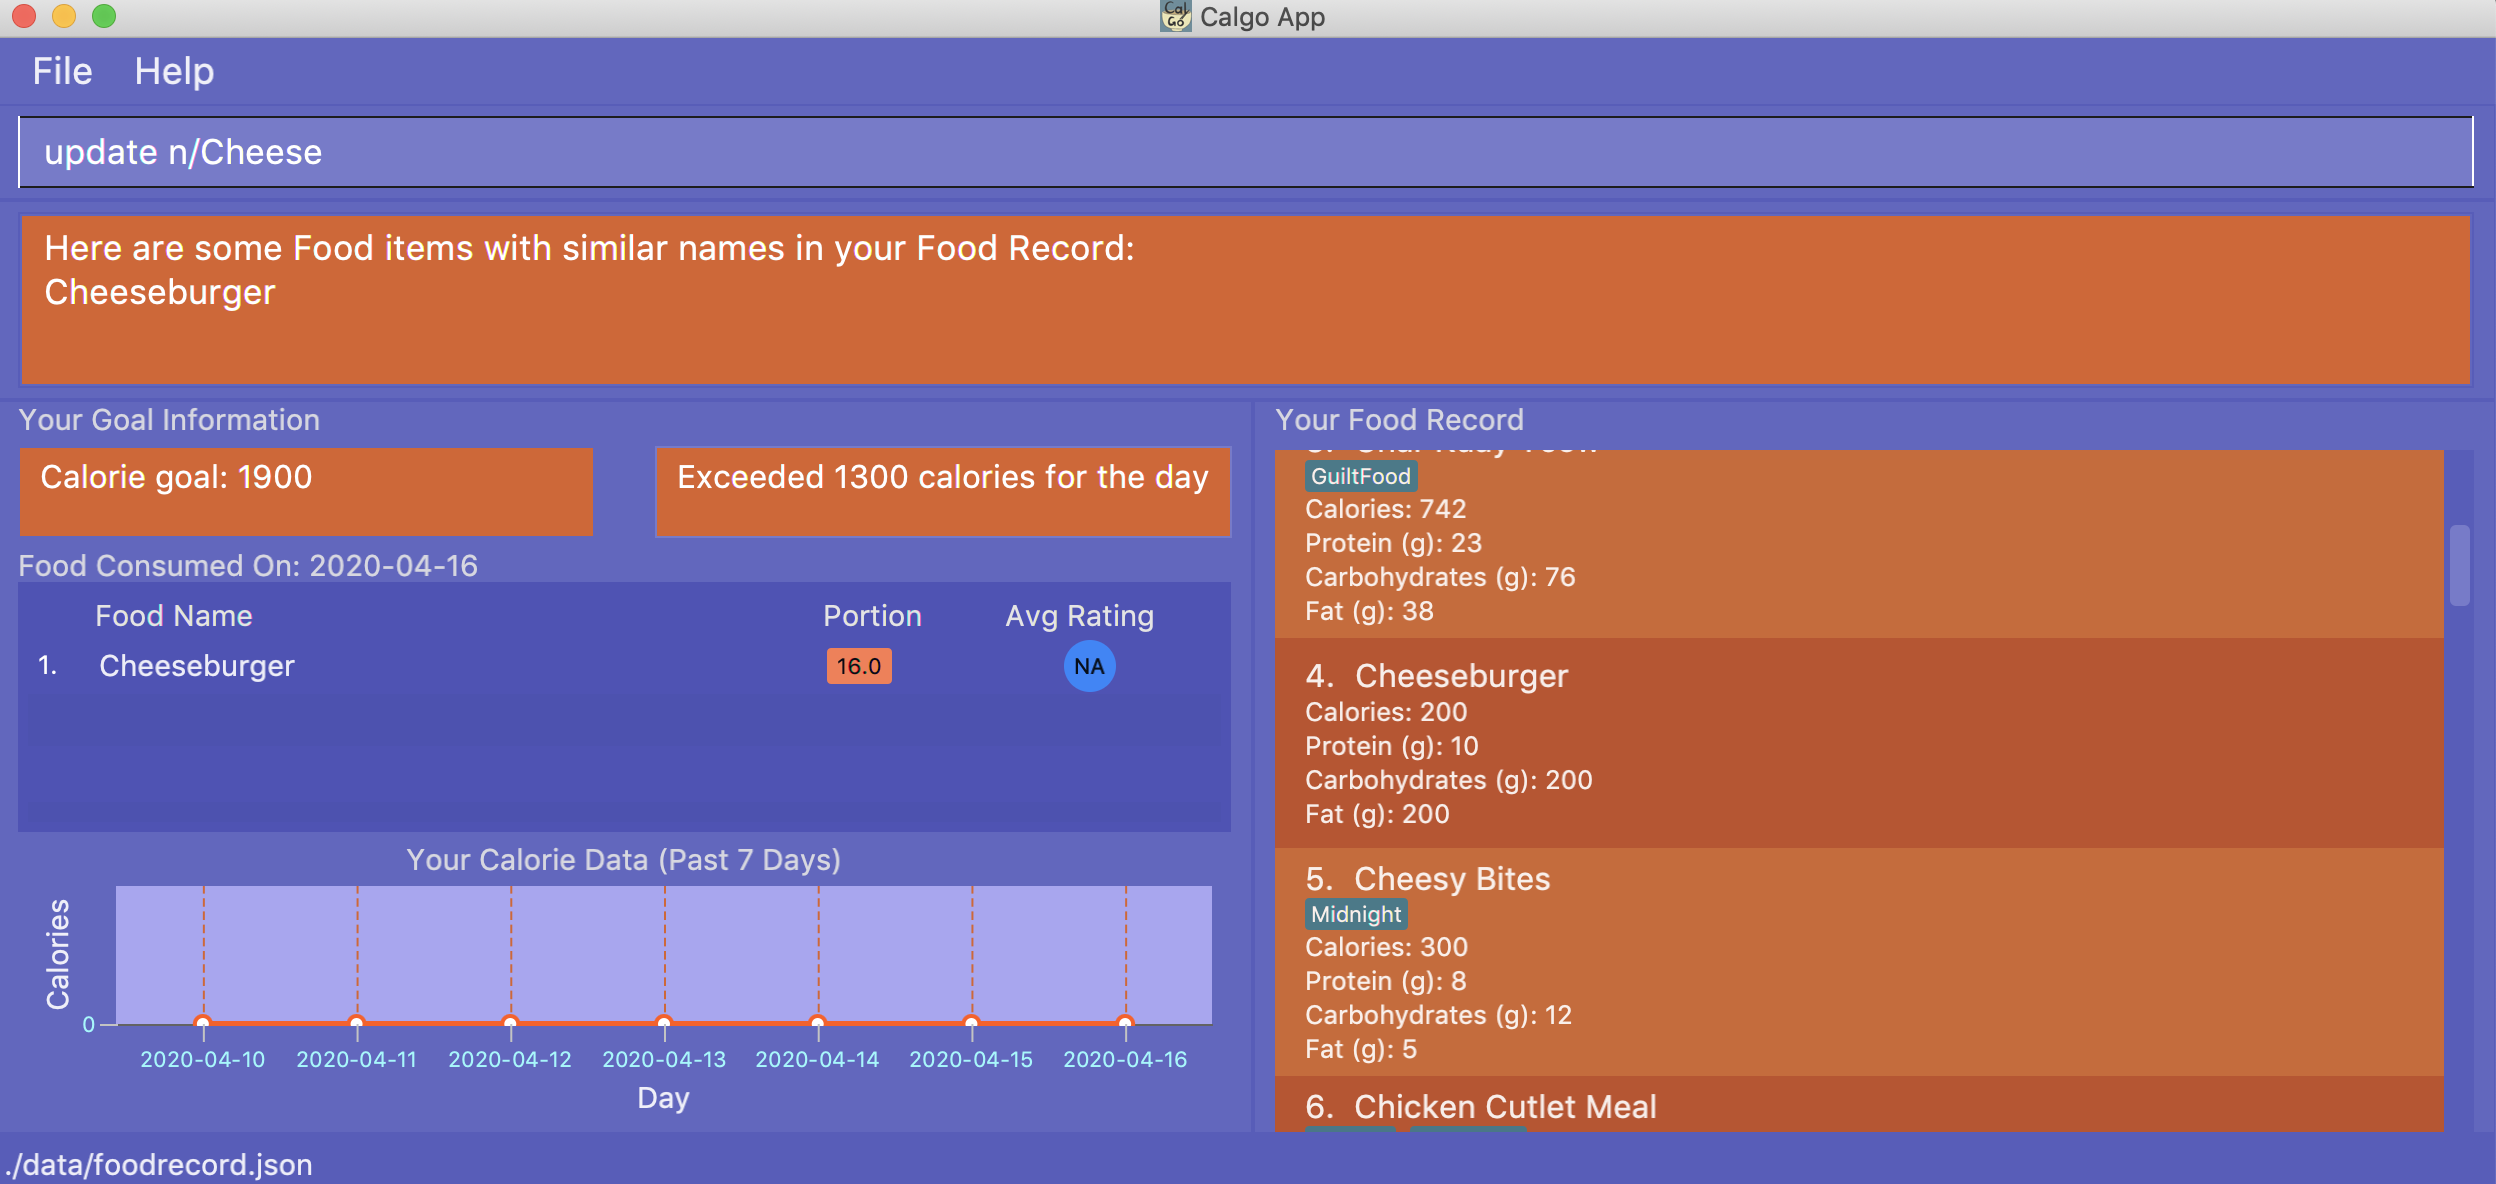 Cal
Go
Calgo App
File Help
update n/Cheese
Here are some Food items with similar names in your Food Record:
Cheeseburger
Your Goal Information
Calorie goal: 1900
Exceeded 1300 calories for the day
Food Consumed On: 2020-04-16
Food Name Portion Avg Rating
1. Cheeseburger 16.0 NA
Your Calorie Data (Past 7 Days)
Calories
0
2020-04-10 2020-04-11 2020-04-12 2020-04-13 2020-04-14 2020-04-15 2020-04-16
Day
Your Food Record
GuiltFood
Calories: 742
Protein (g): 23
Carbohydrates (g): 76
Fat (g): 38
4. Cheeseburger
Calories: 200
Protein (g): 10
Carbohydrates (g): 200
Fat (g): 200
5. Cheesy Bites
Midnight
Calories: 300
Protein (g): 8
Carbohydrates (g): 12
Fat (g): 5
6. Chicken Cutlet Meal
./data/foodrecord.json